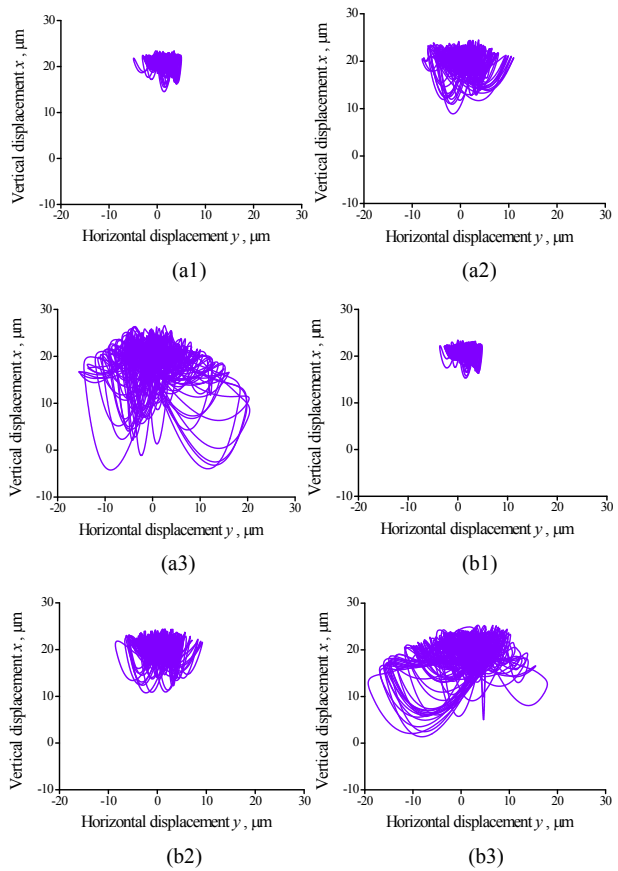 30
20
10
0
-10
-20 -10 0 10 20 30
Vertical displacement x , μm
Horizontal displacement y , μm
(a1)
30
20
10
0
-10
-20 -10 0 10 20 30
Vertical displacement x , μm
Horizontal displacement y , μm
(a2)
30
20
10
0
-10
-20 -10 0 10 20 30
Vertical displacement x , μm
Horizontal displacement y , μm
(a3)
30
20
10
0
-10
-20 -10 0 10 20 30
Vertical displacement x , μm
Horizontal displacement y , μm
(b1)
30
20
10
0
-10
-20 -10 0 10 20 30
Vertical displacement x , μm
Horizontal displacement y , μm
(b2)
30
20
10
0
-10
-20 -10 0 10 20 30
Vertical displacement x , μm
Horizontal displacement y , μm
(b3)